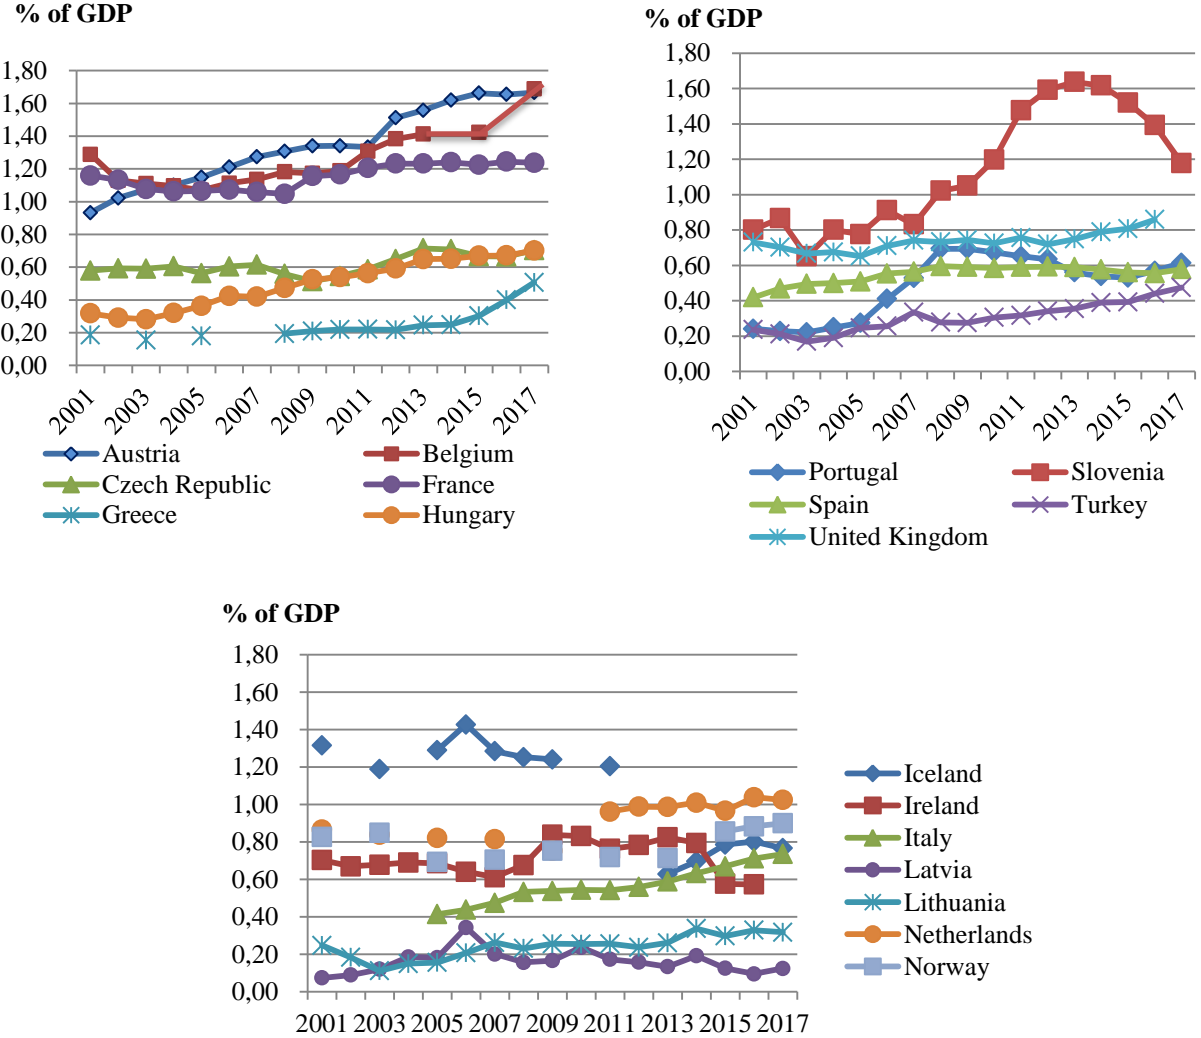 % of GDP
1,80
1,60
1,40
1,20
1,00
0,80
0,60
0,40
0,20
0,00
2001 2003 2005 2007 2009 2011 2013 2015 2017
Austria Belgium
Czech Republic France
Greece Hungary
% of GDP
1,80
1,60
1,40
1,20
1,00
0,80
0,60
0,40
0,20
0,00
2001 2003 2005 2007 2009 2011 2013 2015 2017
Portugal Slovenia
Spain Turkey
United Kingdom
% of GDP
1,80
1,60
1,40
1,20
1,00
0,80
0,60
0,40
0,20
0,00
2001 2003 2005 2007 2009 2011 2013 2015 2017
Iceland
Ireland
Italy
Latvia
Lithuania
Netherlands
Norway